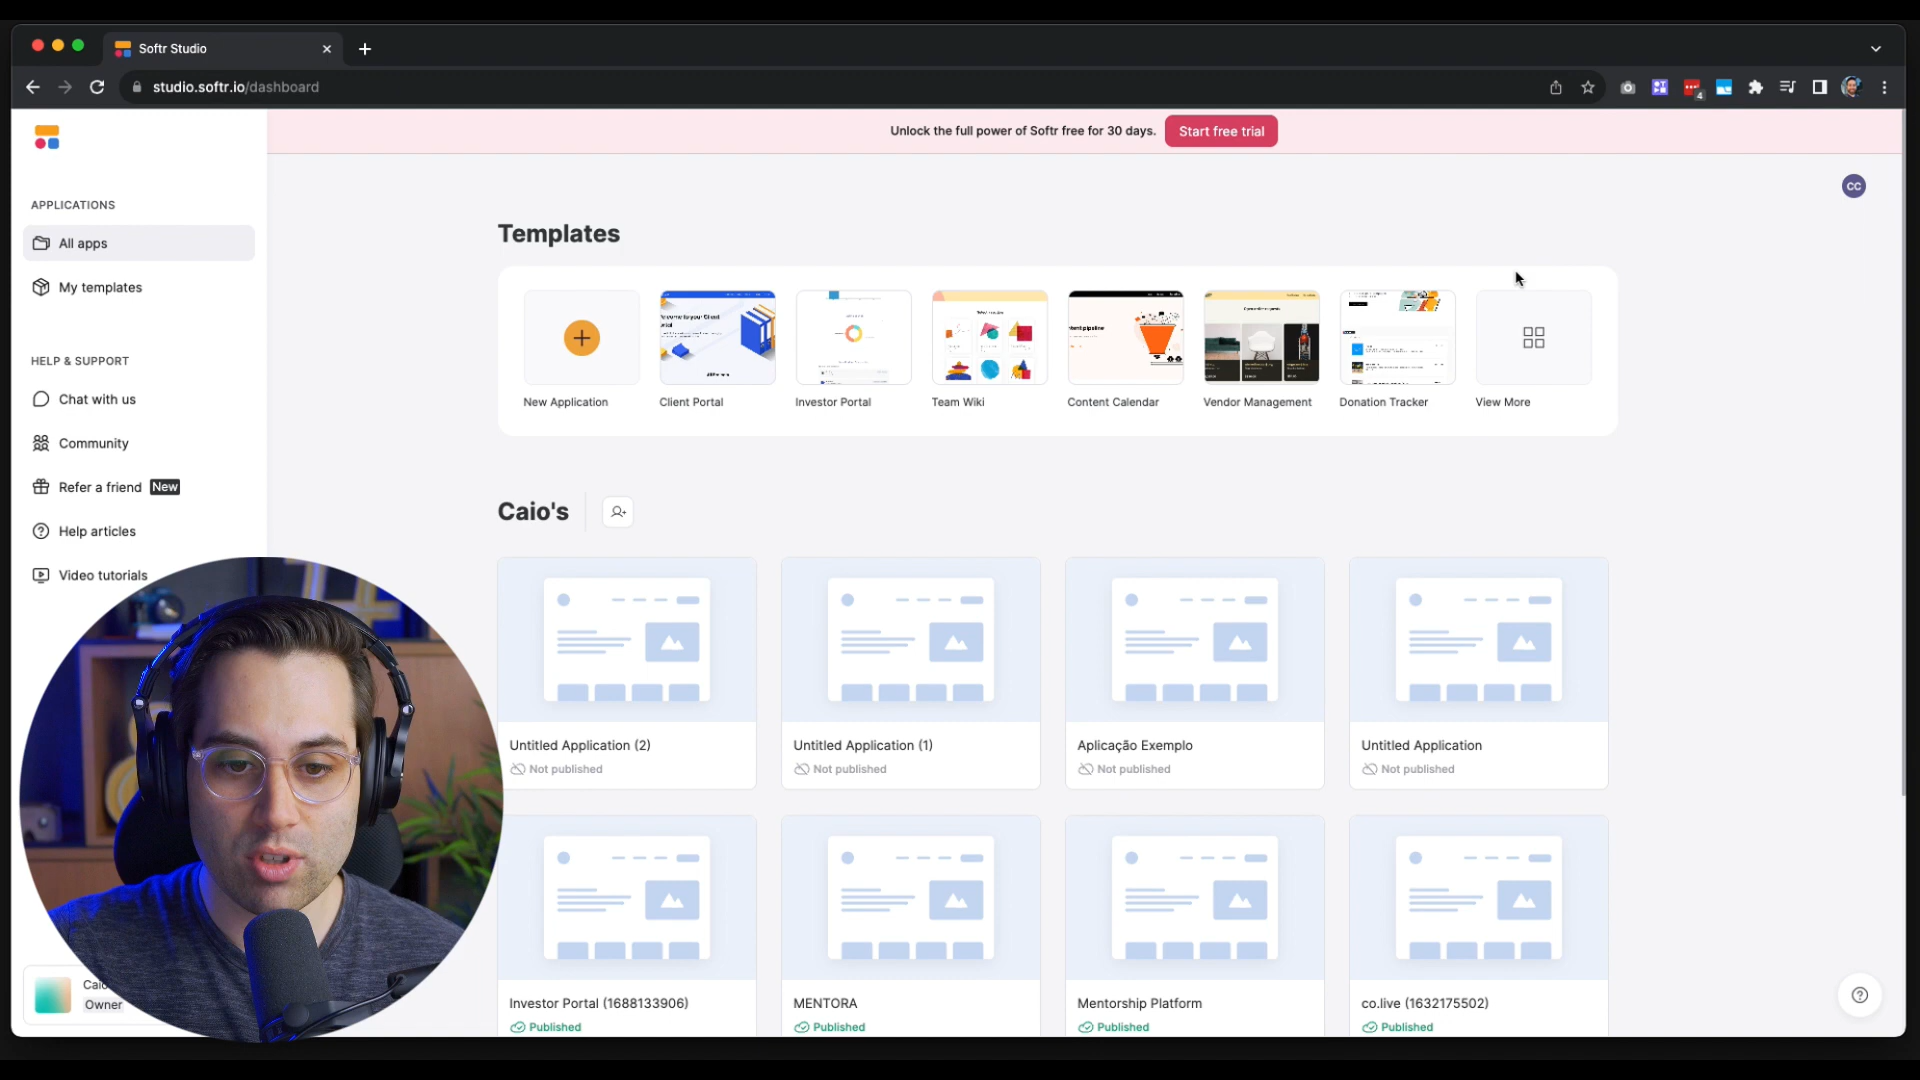 Softr Studio
studio.softr.io/dashboard
4
Unlock the full power of Softr free for 30 days.
Start free trial
CC
APPLICATIONS
All apps
My templates
HELP & SUPPORT
Chat with us
Community
Refer a friend New
Help articles
Video tutorials
Owner
Templates
New Application
Client Portal
Investor Portal
Team Wiki
Content Calendar
Vendor Management
Donation Tracker
View More
Caio's
Untitled Application (2)
Not published
Untitled Application (1)
Not published
Aplicação Exemplo
Not published
Untitled Application
Not published
Investor Portal (1688133906)
Published
MENTORA
Published
Mentorship Platform
Published
co.live (1632175502)
Published